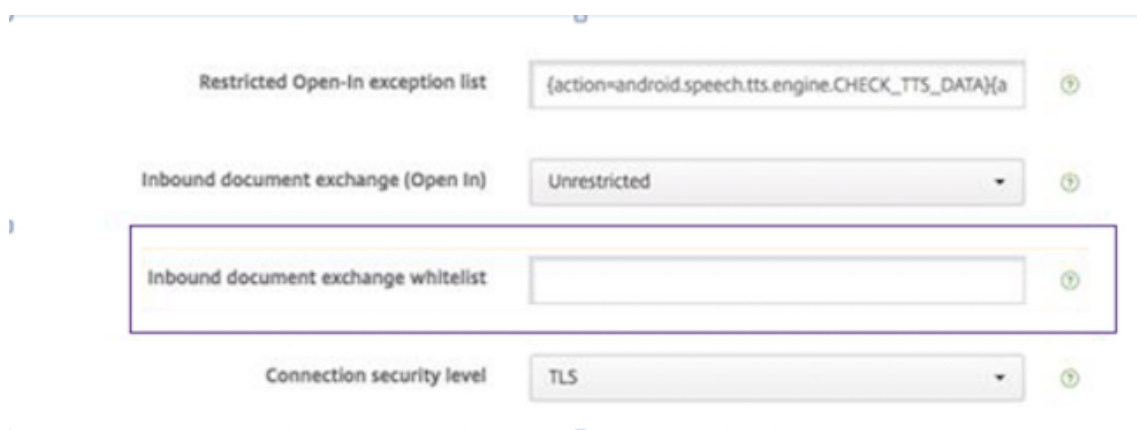 Restricted Open-In exception list {action=android.speech.tts.engine.CHECK_TTS_DATA}{a
Inbound document exchange (Open In) Unrestricted
Inbound document exchange whitelist
Connection security level TLS